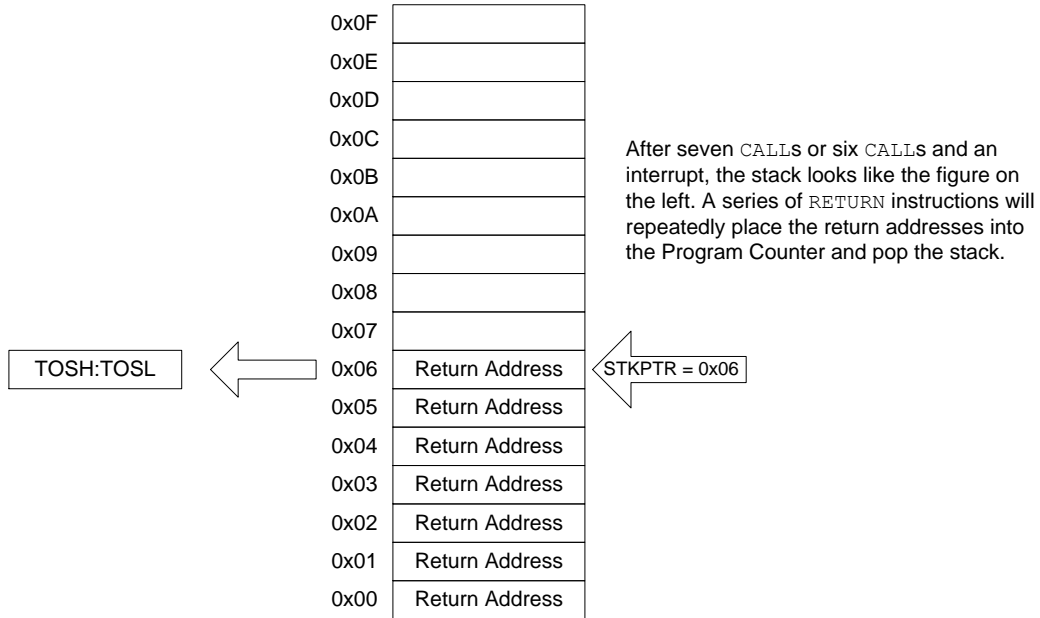 0x0F
0x0E
0x0D
0x0C
0x0B
0x0A
0x09
0x08
0x07
TOSH:TOSL 0x06 Return Address STKPTR = 0x06
0x05 Return Address
0x04 Return Address
0x03 Return Address
0x02 Return Address
0x01 Return Address
0x00 Return Address
After seven CALLs or six CALLs and an
interrupt, the stack looks like the figure on
the left. A series of RETURN instructions will
repeatedly place the return addresses into
the Program Counter and pop the stack.